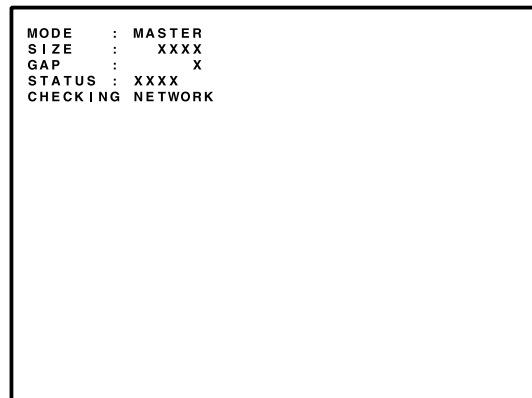 MODE : MASTER
SIZE : XXXX
GAP : X
STATUS : XXXX
CHECKING NETWORK